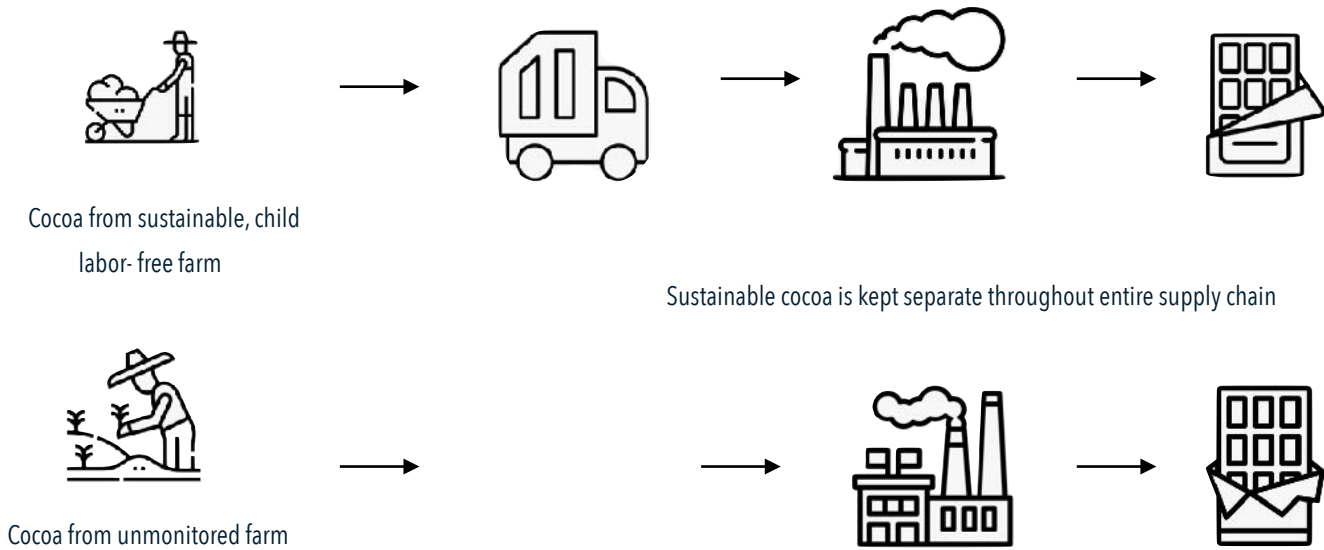 Cocoa from sustainable, child
labor- free farm
Sustainable cocoa is kept separate throughout entire supply chain
Cocoa from unmonitored farm